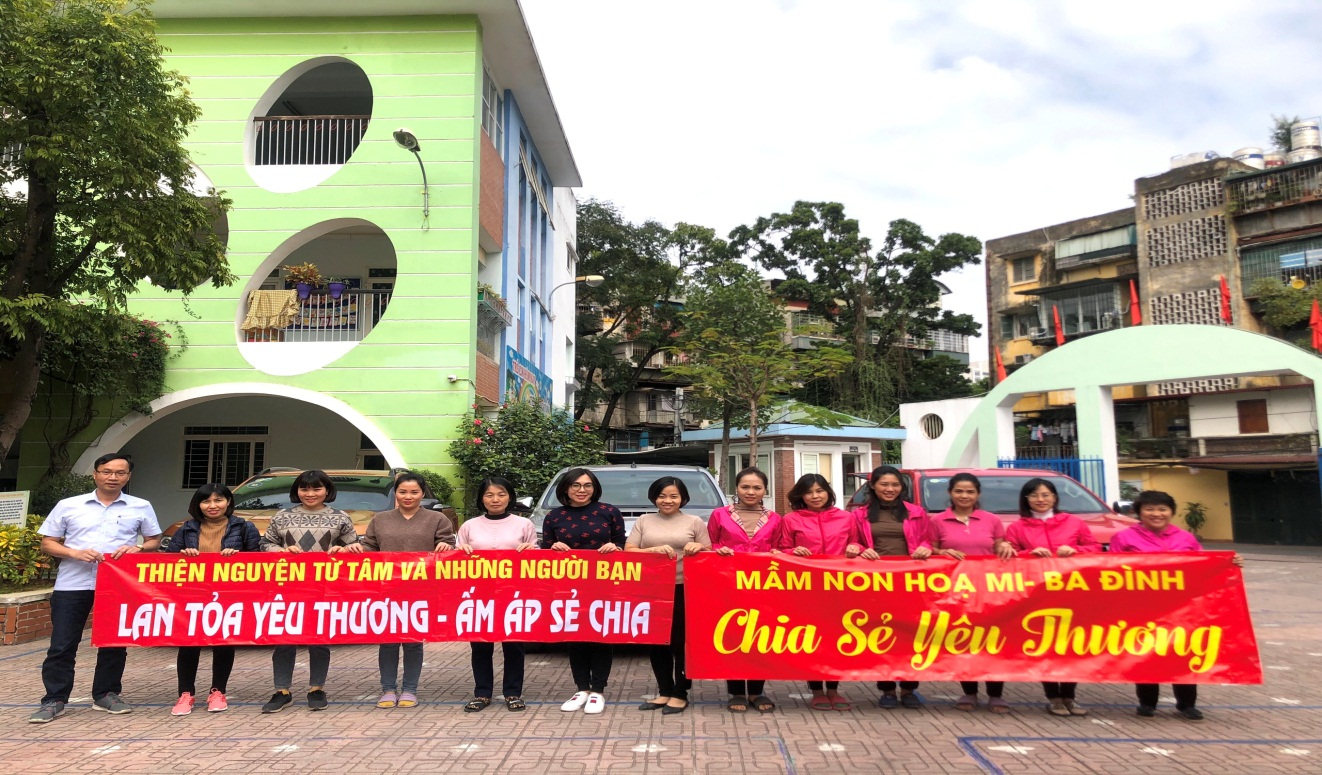 THIỆN NGUYỆN TỪ TÂM VÀ NHỮNG NGƯỜI BẠN
LAN TỎA YÊU THƯƠNG - ẤM ÁP SẺ CHIA
MẦM NON HOẠ MI- BA ĐÌNH
Chia Sẻ Yêu Thương